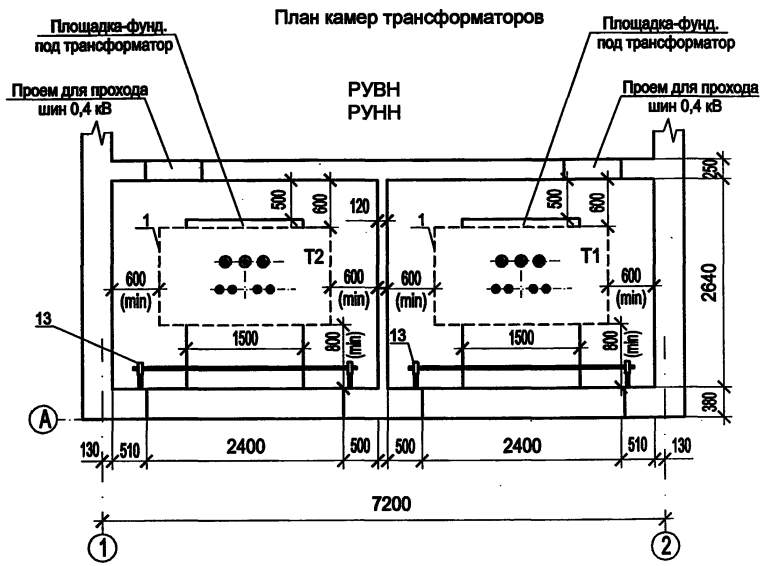 План камер трансформаторов
Площадка-фунд.
под трансформатор
Площадка-фунд.
под трансформатор
Проем для прохода
шин 0,4 кВ
РУВН
РУНН
Проем для прохода
шин 0,4 кВ
250
500
600
120
500
600
1
1
Т2
Т1
600
(min)
600
(min)
600
(min)
600
(min)
2640
13
1500
800
(min)
13
1500
800
(min)
380
А
130
510
2400
500
500
2400
510
130
7200
1
2